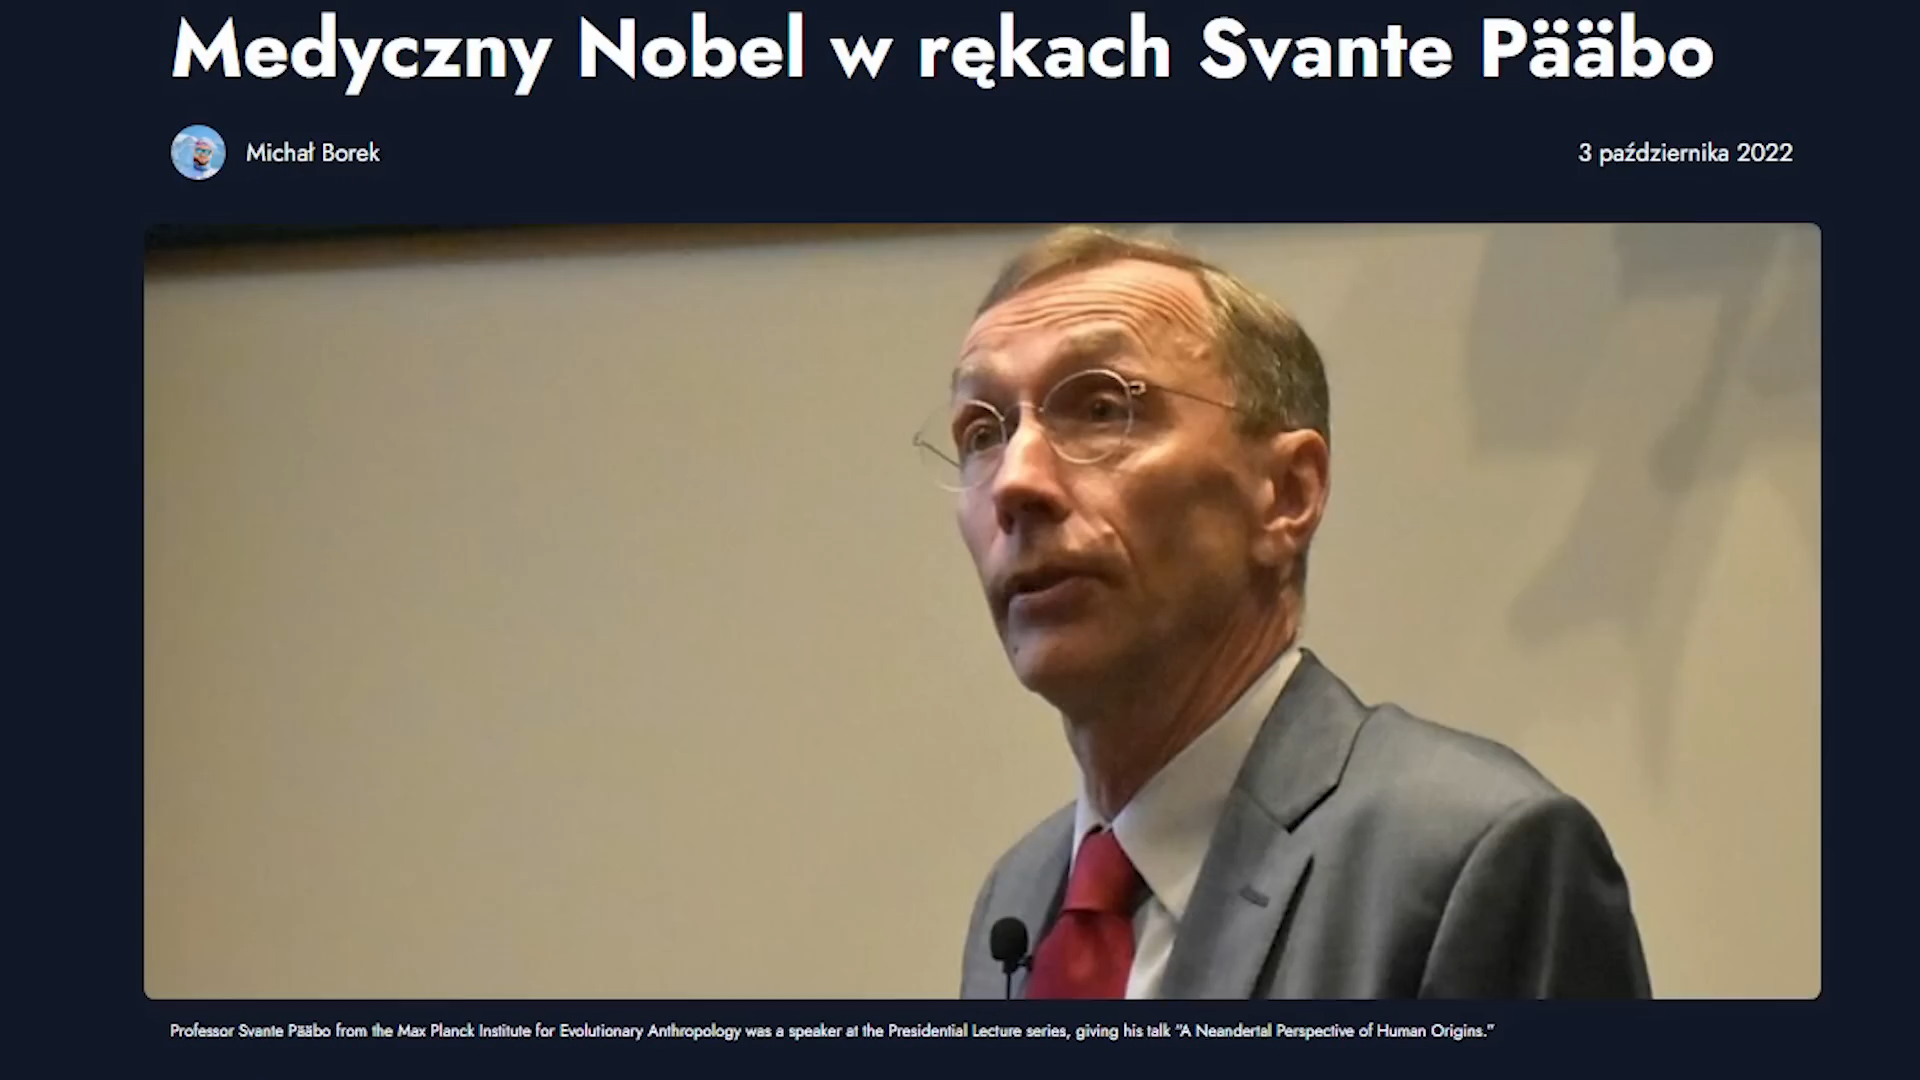 Medyczny Nobel w rękach Svante Pääbo
Michał Borek
3 października 2022
Professor Svante Pääbo from the Max Planck Institute for Evolutionary Anthropology was a speaker at the Presidential Lecture series, giving his talk "A Neandertal Perspective of Human Origins."